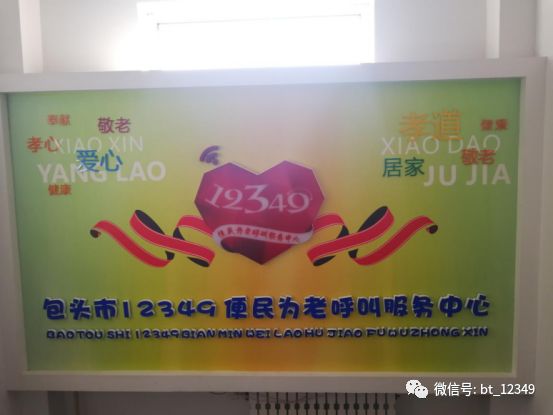 奉献
敬老
孝心
XIAO XIN
爱心
YANG LAO
健康
孝道
健康
XIAO DAO
敬老
居家
JU JIA
12349
包头市12349便民为老呼叫服务中心
BAO TOU SHI 12349 BIAN MIN WEI LAO HU JIAO FU WU ZHONG XIN
微信号: bt_12349